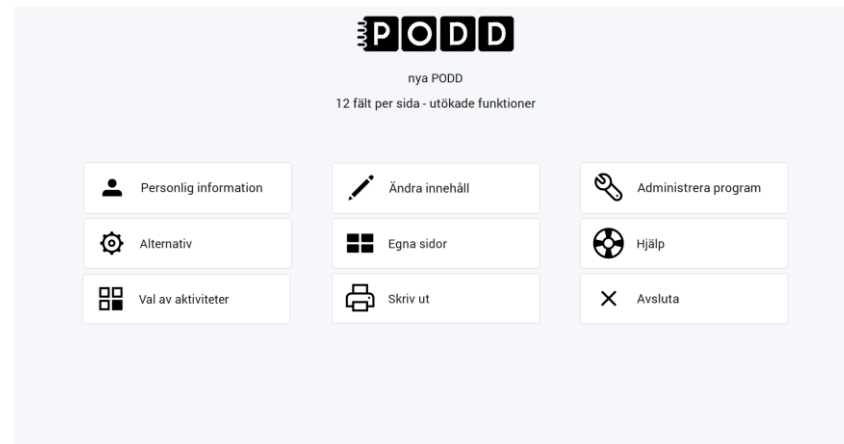 PODD
nya PODD
12 fält per sida - utökade funktioner
Personlig information
Ändra innehåll
Administrera program
Alternativ
Egna sidor
Hjälp
Val av aktiviteter
Skriv ut
Avsluta